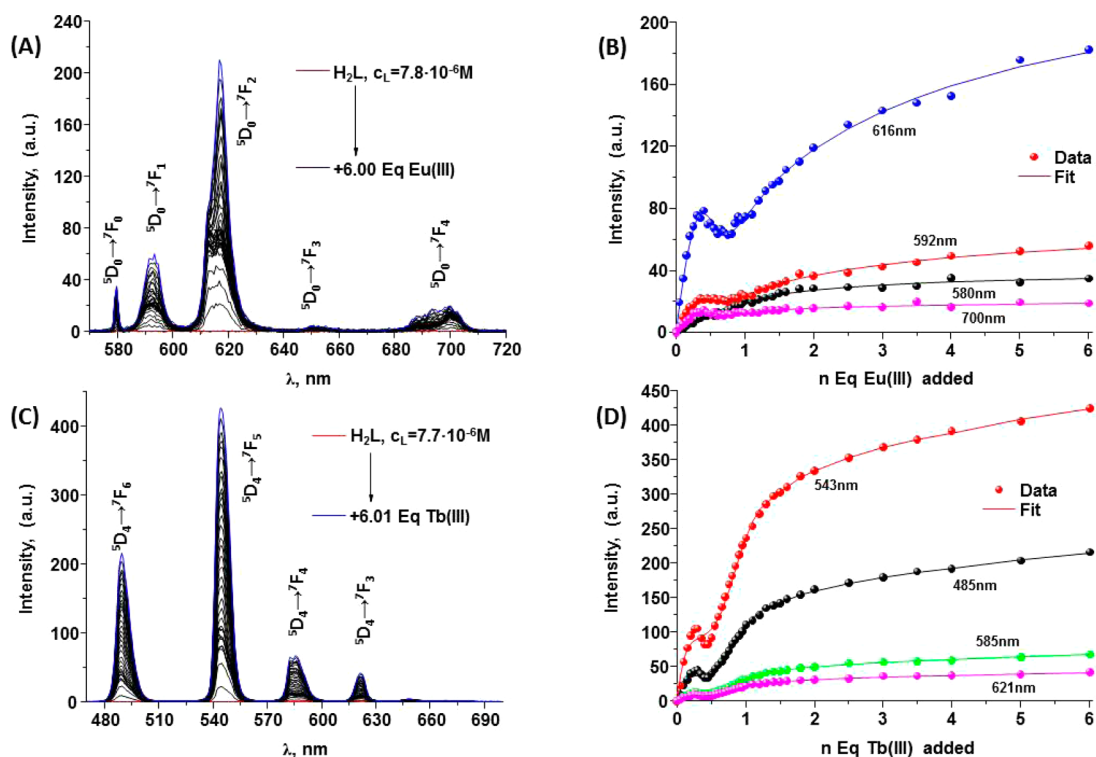 (A)
240
200
160
120
80
40
0
Intensity, (a.u.)
⁵D₀→⁷F₀
⁵D₀→⁷F₁
⁵D₀→⁷F₂
⁵D₀→⁷F₃
⁵D₀→⁷F₄
H₂L, c_L=7.8·10⁻⁶M
+6.00 Eq Eu(III)
580 600 620 640 660 680 700 720
λ, nm
(B)
200
160
120
80
40
0
Intensity, (a.u.)
616nm
Data
Fit
592nm
580nm
700nm
0 1 2 3 4 5 6
n Eq Eu(III) added
(C)
400
300
200
100
0
Intensity, (a.u.)
⁵D₄→⁷F₆
⁵D₄→⁷F₅
⁵D₄→⁷F₄
⁵D₄→⁷F₃
H₂L, c_L=7.7·10⁻⁶M
+6.01 Eq Tb(III)
480 510 540 570 600 630 660 690
λ, nm
(D)
450
400
350
300
250
200
150
100
50
0
Intensity, (a.u.)
543nm
Data
Fit
485nm
585nm
621nm
0 1 2 3 4 5 6
n Eq Tb(III) added